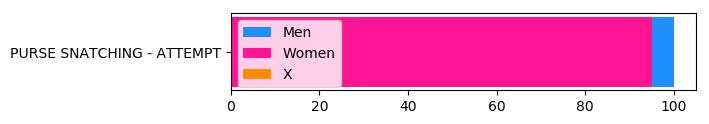 Men
Women
X
PURSE SNATCHING - ATTEMPT
0 20 40 60 80 100